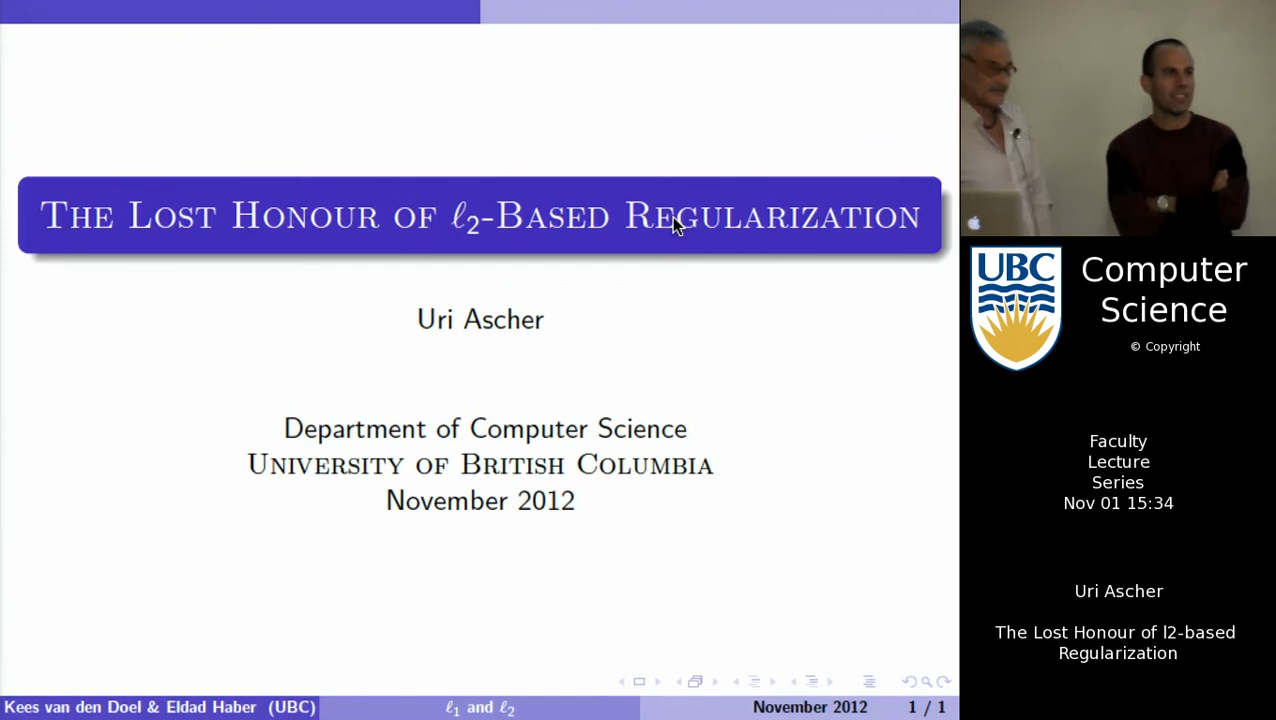 The Lost Honour of ℓ2-Based Regularization
Uri Ascher
Department of Computer Science
University of British Columbia
November 2012
Kees van den Doel & Eldad Haber (UBC)
ℓ1 and ℓ2
November 2012
1 / 1
UBC
Computer
Science
© Copyright
Faculty
Lecture
Series
Nov 01 15:34
Uri Ascher
The Lost Honour of l2-based
Regularization